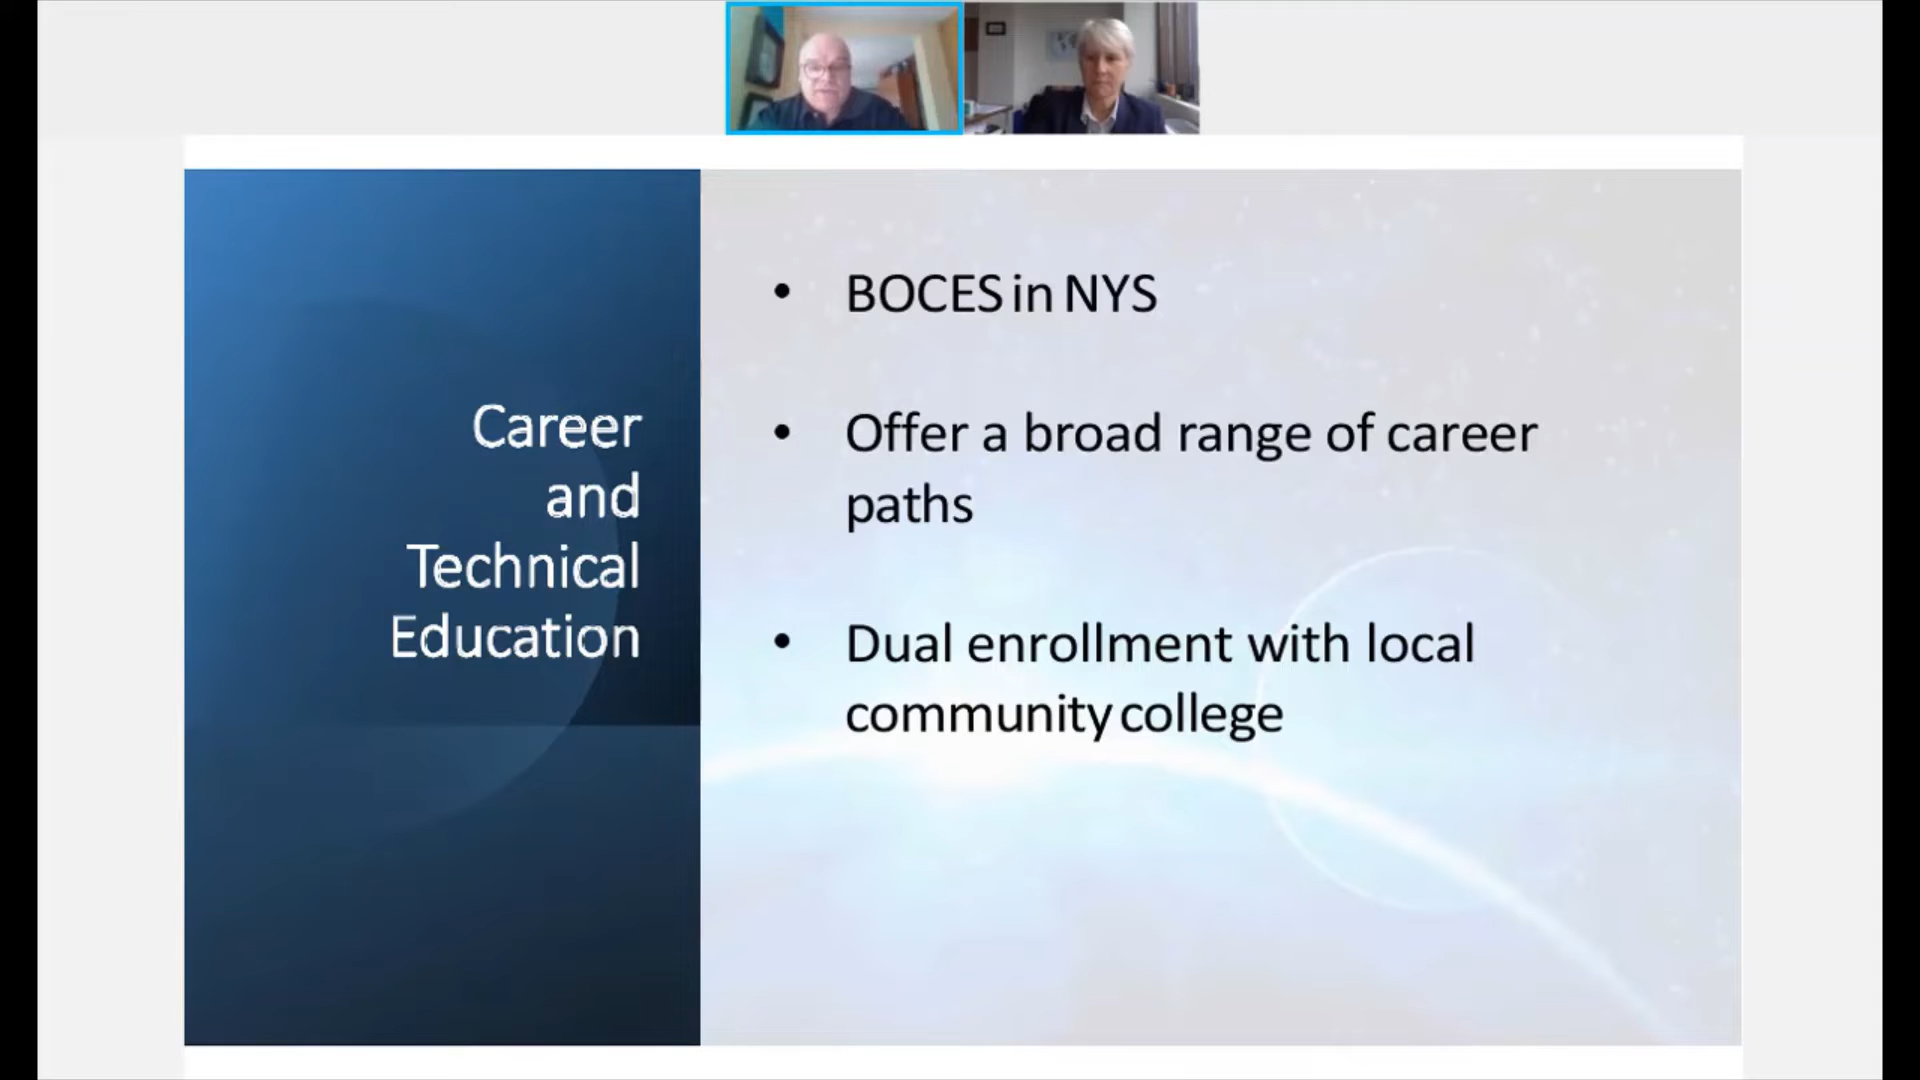 Career
and
Technical
Education
• BOCES in NYS
• Offer a broad range of career
paths
• Dual enrollment with local
community college